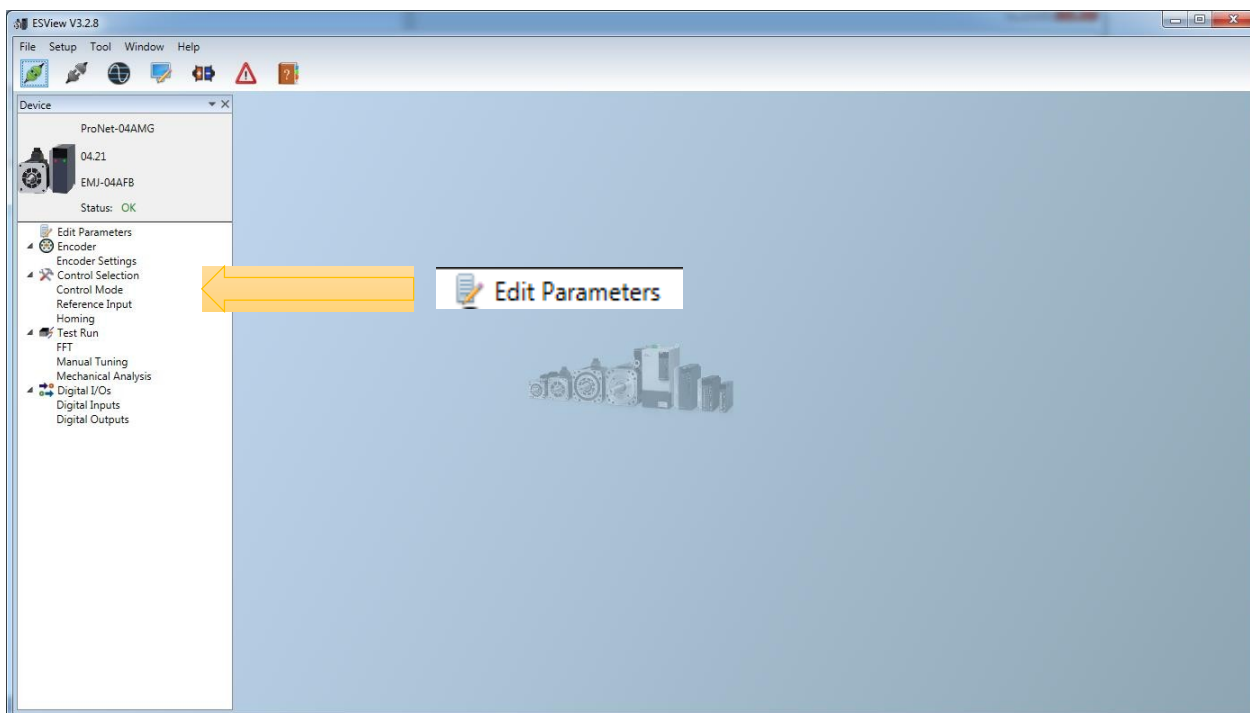 ESView V3.2.8
File Setup Tool Window Help
Device
ProNet-04AMG
04.21
EMJ-04AFB
Status: OK
Edit Parameters
Encoder
Encoder Settings
Control Selection
Control Mode
Reference Input
Homing
Test Run
FFT
Manual Tuning
Mechanical Analysis
Digital I/Os
Digital Inputs
Digital Outputs
Edit Parameters